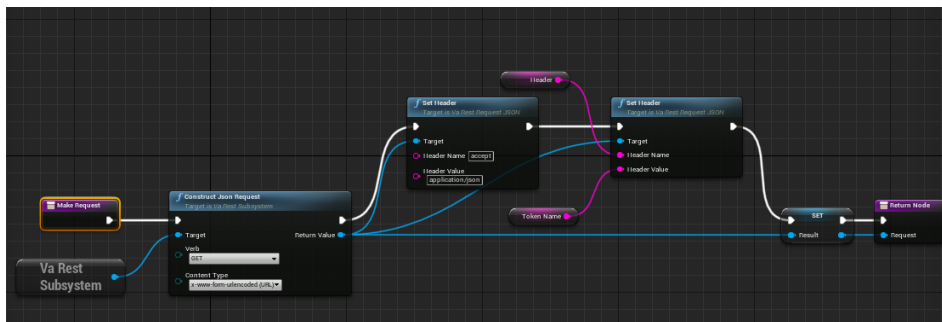 Header
Set Header
Target is Va Rest Request JSON
Target
Header Name accept
Header Value
application/json
Set Header
Target is Va Rest Request JSON
Target
Header Name
Header Value
Make Request
Construct Json Request
Target is Va Rest Subsystem
Target
Return Value
Verb
GET
Content Type
x-www-form-urlencoded (URL)
Va Rest
Subsystem
Token Name
SET
Result
Return Node
Request